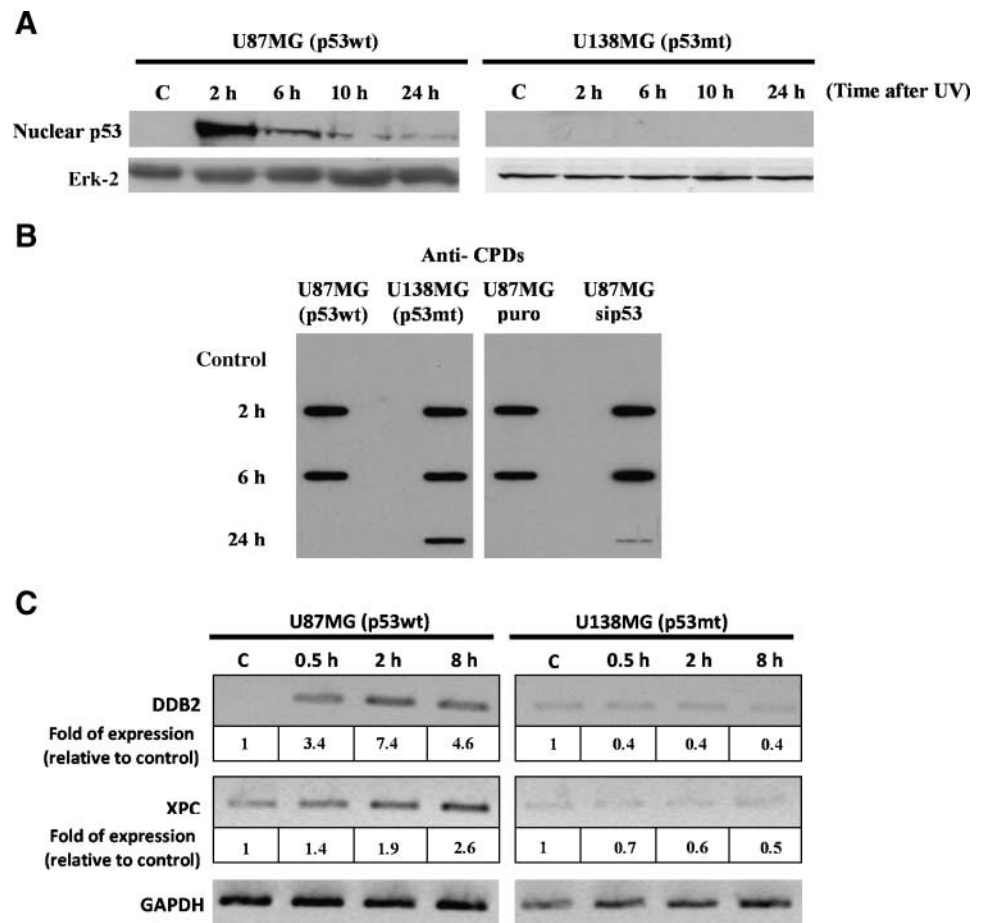 A
U87MG (p53wt) U138MG (p53mt)
C 2 h 6 h 10 h 24 h C 2 h 6 h 10 h 24 h (Time after UV)
Nuclear p53
Erk-2
B
Anti- CPDs
U87MG U138MG U87MG U87MG
(p53wt) (p53mt) puro sip53
Control
2 h
6 h
24 h
C
U87MG (p53wt) U138MG (p53mt)
C 0.5 h 2 h 8 h C 0.5 h 2 h 8 h
DDB2
Fold of expression
(relative to control) 1 3.4 7.4 4.6 1 0.4 0.4 0.4
XPC
Fold of expression
(relative to control) 1 1.4 1.9 2.6 1 0.7 0.6 0.5
GAPDH